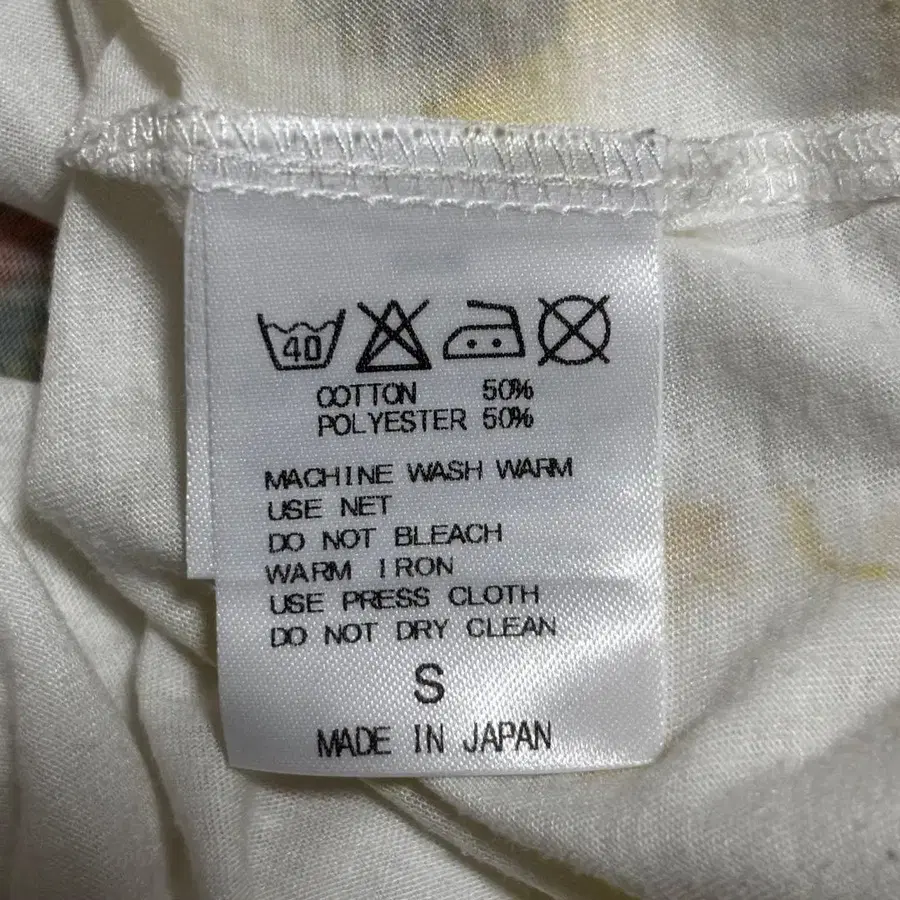 40
COTTON 50%
POLYESTER 50%
MACHINE WASH WARM
USE NET
DO NOT BLEACH
WARM IRON
USE PRESS CLOTH
DO NOT DRY CLEAN
S
MADE IN JAPAN